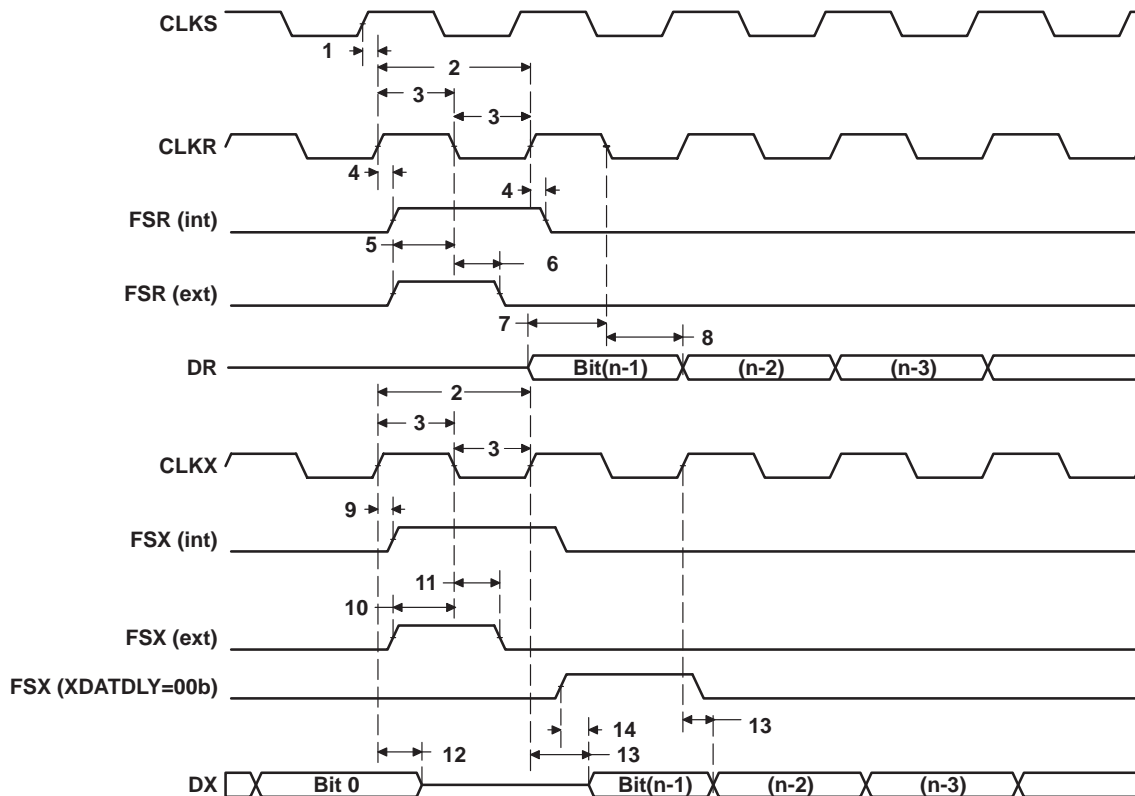 CLKS
1
2
3
3
CLKR
4
4
FSR (int)
5
6
FSR (ext)
7
8
DR
Bit(n-1)
(n-2)
(n-3)
2
3
3
CLKX
9
FSX (int)
11
10
FSX (ext)
FSX (XDATDLY=00b)
14
13
12
13
DX
Bit 0
Bit(n-1)
(n-2)
(n-3)